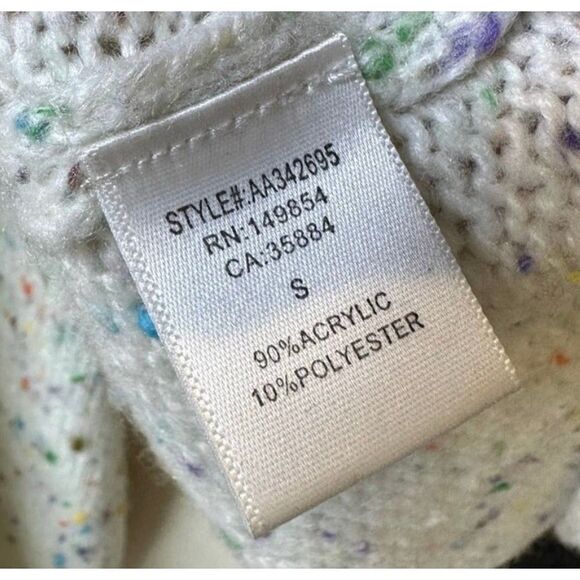 STYLE#:AA342695
RN:149854
CA:35884
S
90%ACRYLIC
10%POLYESTER